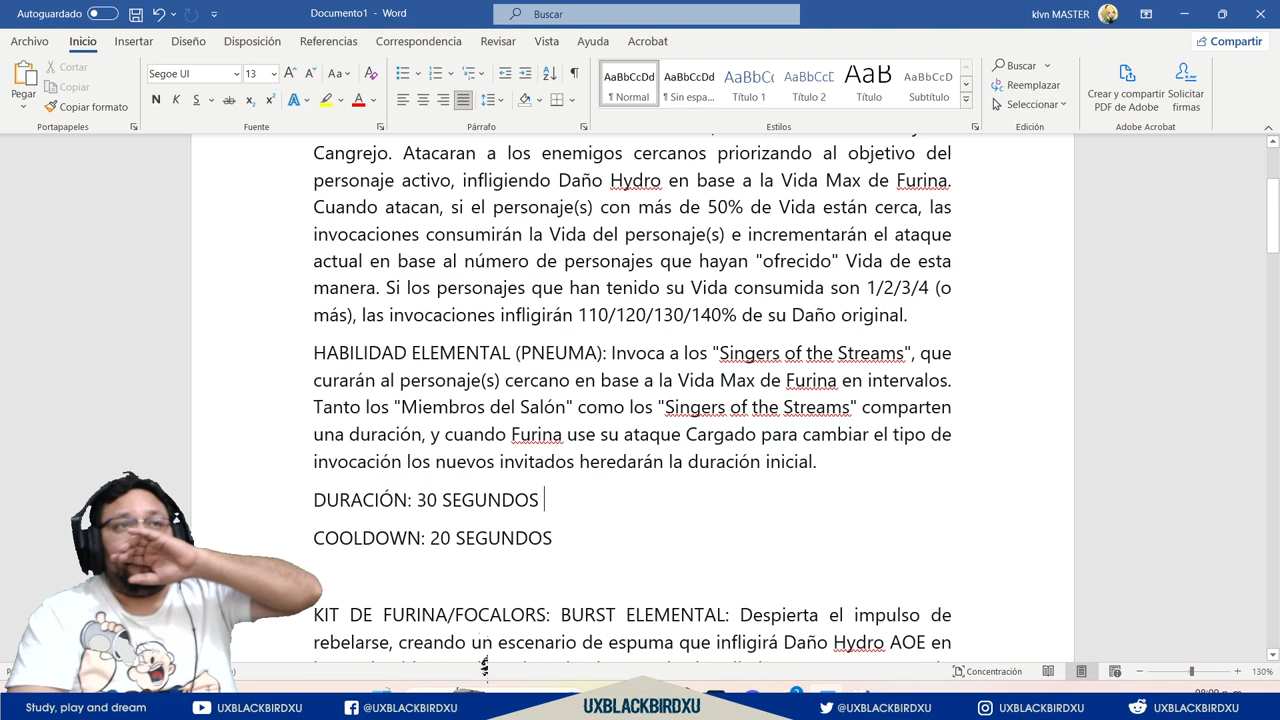 Autoguardado
Documento1 - Word
Buscar
klvn MASTER
Archivo Inicio Insertar Diseño Disposición Referencias Correspondencia Revisar Vista Ayuda Acrobat
Compartir
Pegar
Cortar
Copiar
Copiar formato
Portapapeles
Segoe UI 13
Aa
N K S ab x₂ x² A A
Fuente
Párrafo
AaBbCcDd AaBbCcDd AaBbCc AaBbCcD AaB AaBbCcD
¶ Normal ¶ Sin espa... Título 1 Título 2 Título Subtítulo
Estilos
Buscar
Reemplazar
Seleccionar
Edición
Crear y compartir
PDF de Adobe
Solicitar
firmas
Adobe Acrobat
Cangrejo. Atacaran a los enemigos cercanos priorizando al objetivo del
personaje activo, infligiendo Daño Hydro en base a la Vida Max de Furina.
Cuando atacan, si el personaje(s) con más de 50% de Vida están cerca, las
invocaciones consumirán la Vida del personaje(s) e incrementarán el ataque
actual en base al número de personajes que hayan "ofrecido" Vida de esta
manera. Si los personajes que han tenido su Vida consumida son 1/2/3/4 (o
más), las invocaciones infligirán 110/120/130/140% de su Daño original.
HABILIDAD ELEMENTAL (PNEUMA): Invoca a los "Singers of the Streams", que
curarán al personaje(s) cercano en base a la Vida Max de Furina en intervalos.
Tanto los "Miembros del Salón" como los "Singers of the Streams" comparten
una duración, y cuando Furina use su ataque Cargado para cambiar el tipo de
invocación los nuevos invitados heredarán la duración inicial.
DURACIÓN: 30 SEGUNDOS
COOLDOWN: 20 SEGUNDOS
KIT DE FURINA/FOCALORS: BURST ELEMENTAL: Despierta el impulso de
rebelarse, creando un escenario de espuma que infligirá Daño Hydro AOE en
Concentración
130%
Study, play and dream
UXBLACKBIRDXU
@UXBLACKBIRDXU
UXBLACKBIRDXU
@UXBLACKBIRDXU
UXBLACKBIRDXU
UXBLACKBIRDXU